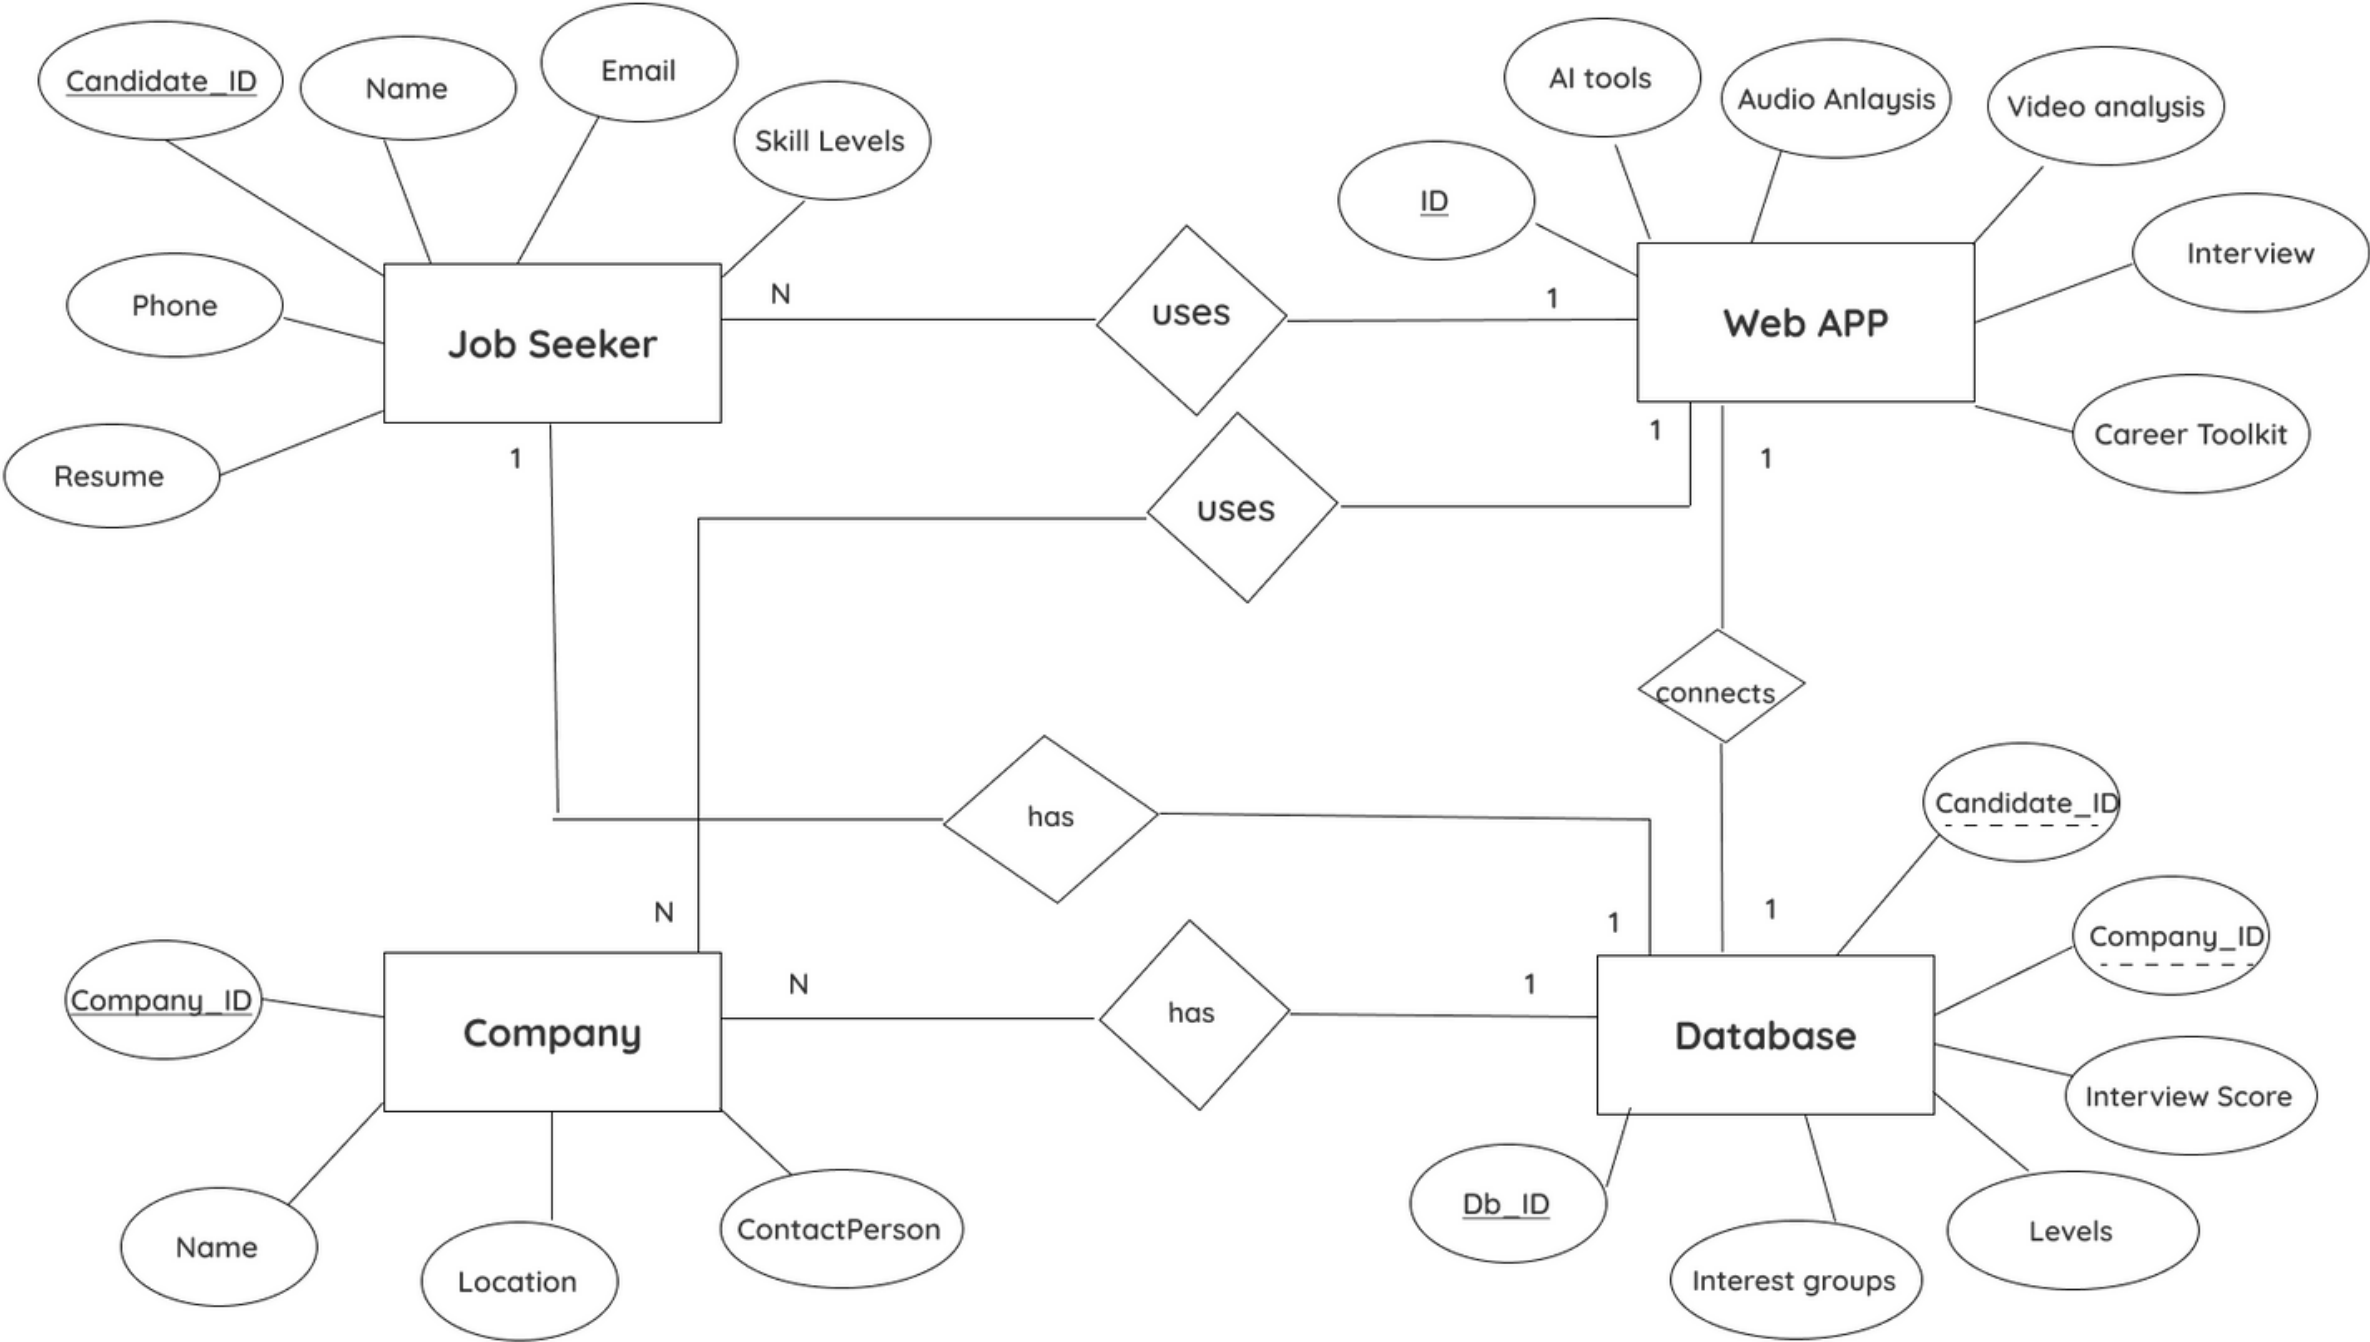 Candidate_ID
Name
Email
Skill Levels
Phone
Resume
Job Seeker
AI tools
Audio Anlaysis
Video analysis
ID
Interview
Career Toolkit
Web APP
N
uses
1
1
uses
1
1
connects
has
N
1
1
N
has
1
Company_ID
Company
Name
Location
ContactPerson
Candidate_ID
Company_ID
Database
Interview Score
Levels
Db_ID
Interest groups